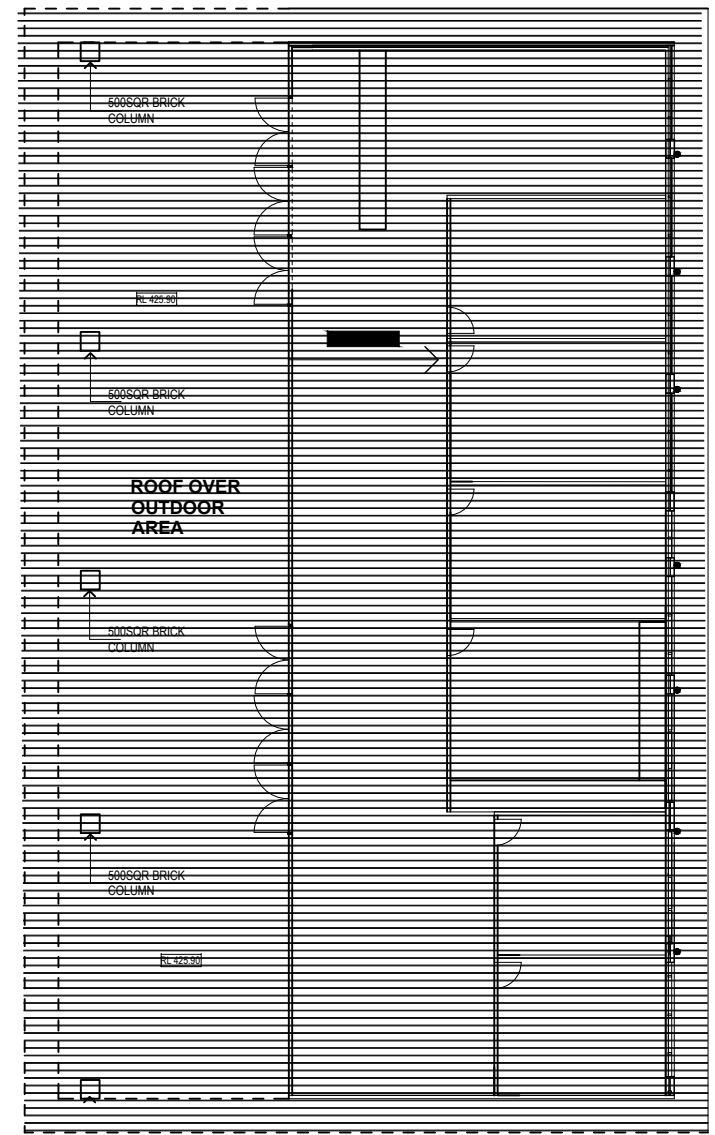 500SQR BRICK
COLUMN
RL 425.90
500SQR BRICK
COLUMN
ROOF OVER
OUTDOOR
AREA
500SQR BRICK
COLUMN
500SQR BRICK
COLUMN
RL 425.90